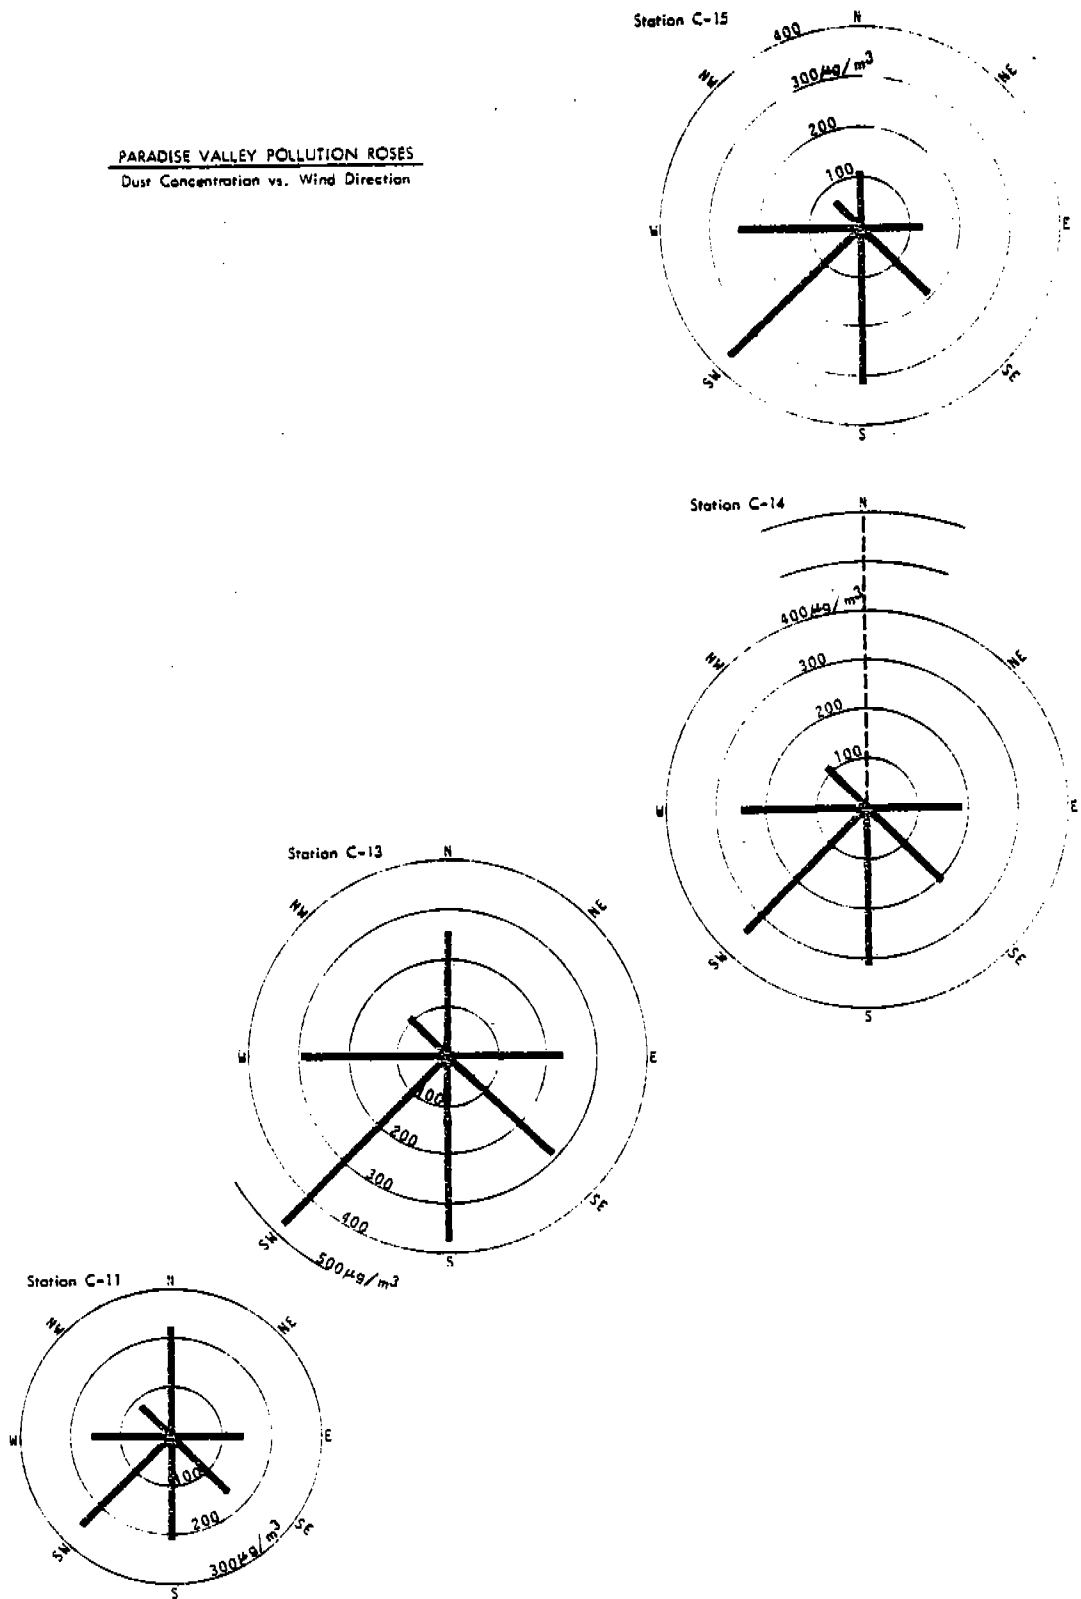 Station C-15
N
400
NW
NE
300µg/m3
PARADISE VALLEY POLLUTION ROSES
Dust Concentration vs. Wind Direction
200
100
W
E
SW
SE
S
Station C-14
N
400µg/m3
NW
NE
300
200
100
W
E
SW
SE
S
Station C-13
N
NW
NE
W
E
100
200
300
400
SW
SE
500µg/m3
S
Station C-11
N
NW
NE
W
E
100
200
SW
SE
300µg/m3
S